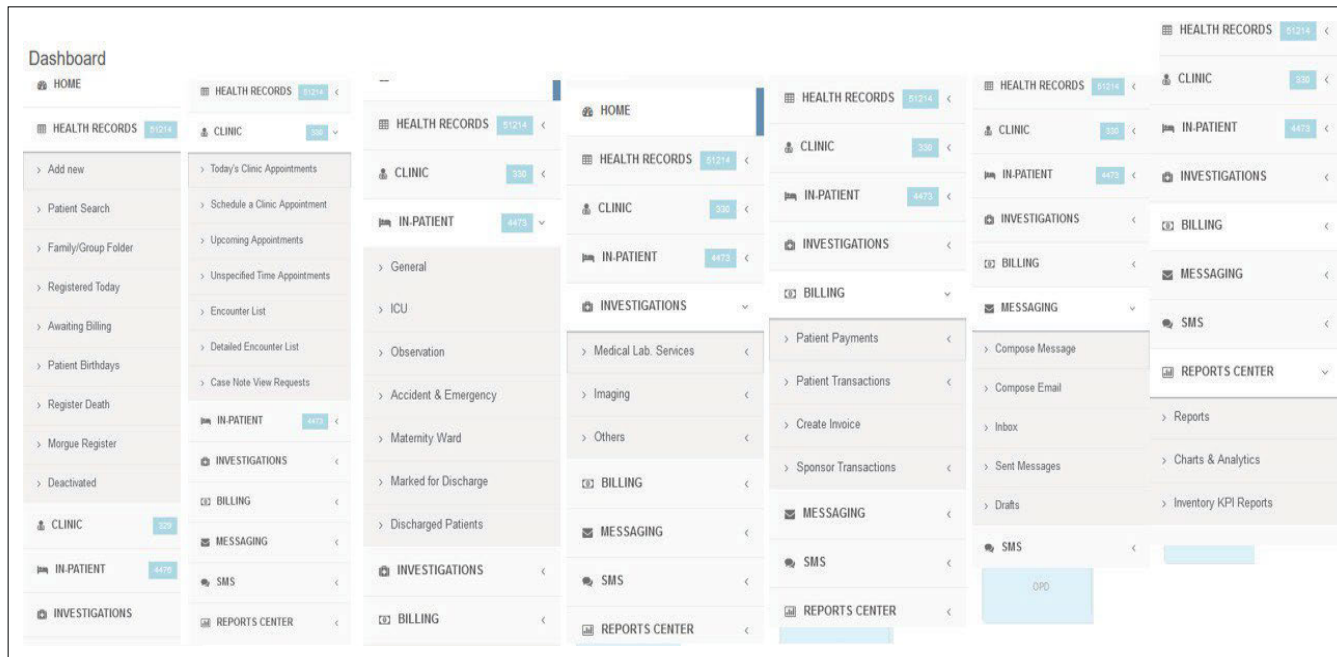 Dashboard
HOME
HEALTH RECORDS 51214
Add new
Patient Search
Family/Group Folder
Registered Today
Awaiting Billing
Patient Birthdays
Register Death
Morgue Register
Deactivated
CLINIC 329
IN-PATIENT 4476
INVESTIGATIONS
HEALTH RECORDS 51214
CLINIC 330
Today's Clinic Appointments
Schedule a Clinic Appointment
Upcoming Appointments
Unspecified Time Appointments
Encounter List
Detailed Encounter List
Case Note View Requests
IN-PATIENT 4473
INVESTIGATIONS
BILLING
MESSAGING
SMS
REPORTS CENTER
HEALTH RECORDS 51214
CLINIC 330
IN-PATIENT 4473
General
ICU
Observation
Accident & Emergency
Maternity Ward
Marked for Discharge
Discharged Patients
INVESTIGATIONS
BILLING
HOME
HEALTH RECORDS 51214
CLINIC 330
IN-PATIENT 4473
INVESTIGATIONS
Medical Lab. Services
Imaging
Others
BILLING
MESSAGING
SMS
REPORTS CENTER
HEALTH RECORDS 51214
CLINIC 330
IN-PATIENT 4473
INVESTIGATIONS
BILLING
Patient Payments
Patient Transactions
Create Invoice
Sponsor Transactions
MESSAGING
SMS
REPORTS CENTER
HEALTH RECORDS 51214
CLINIC 330
IN-PATIENT 4473
INVESTIGATIONS
BILLING
MESSAGING
Compose Message
Compose Email
Inbox
Sent Messages
Drafts
SMS
OPD
HEALTH RECORDS 51214
CLINIC 330
IN-PATIENT 4473
INVESTIGATIONS
BILLING
MESSAGING
SMS
REPORTS CENTER
Reports
Charts & Analytics
Inventory KPI Reports